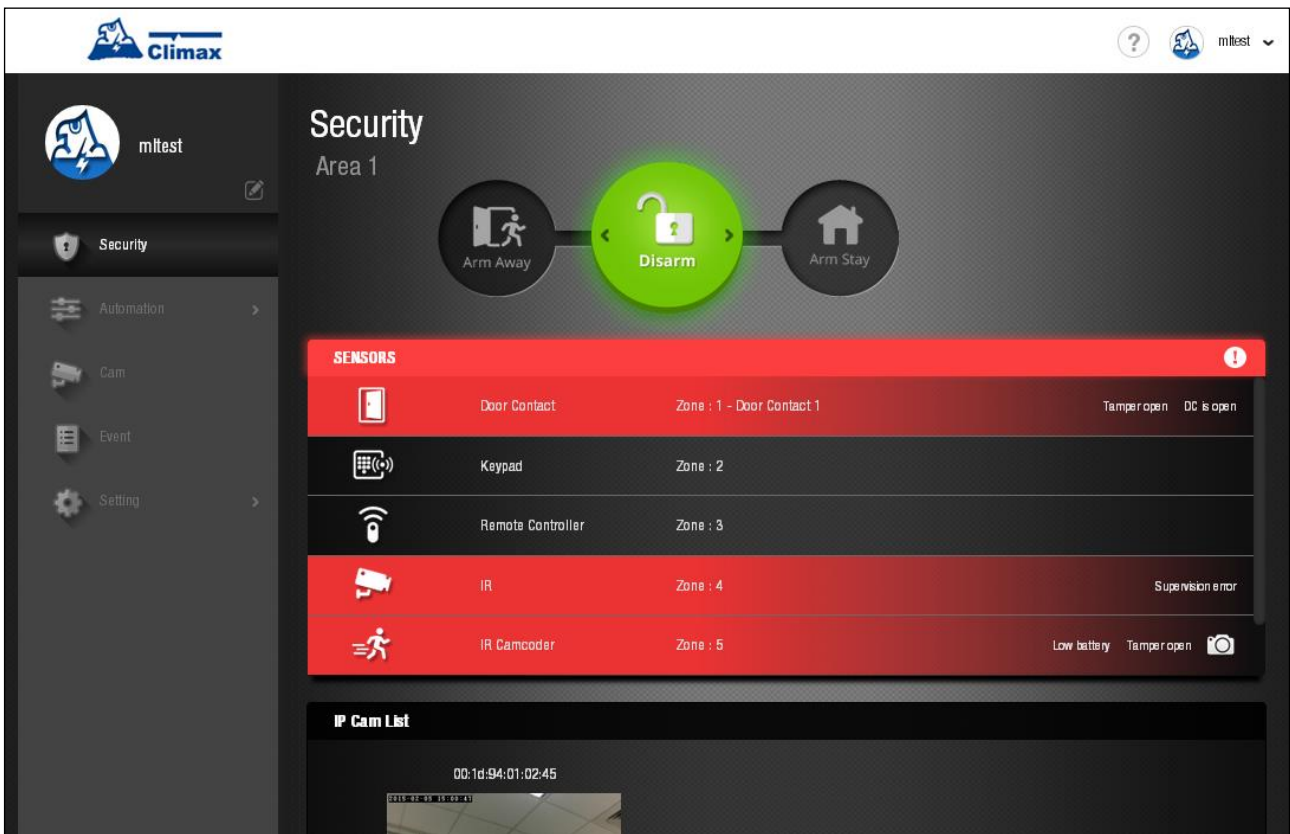 Climax
?
mltest
mltest
Security
Automation
Cam
Event
Setting
Security
Area 1
Arm Away
Disarm
Arm Stay
SENSORS
Door Contact Zone : 1 - Door Contact 1 Tamper open DC is open
Keypad Zone : 2
Remote Controller Zone : 3
IR Zone : 4 Supervision error
IR Camcoder Zone : 5 Low battery Tamper open
IP Cam List
00:1d:94:01:02:45